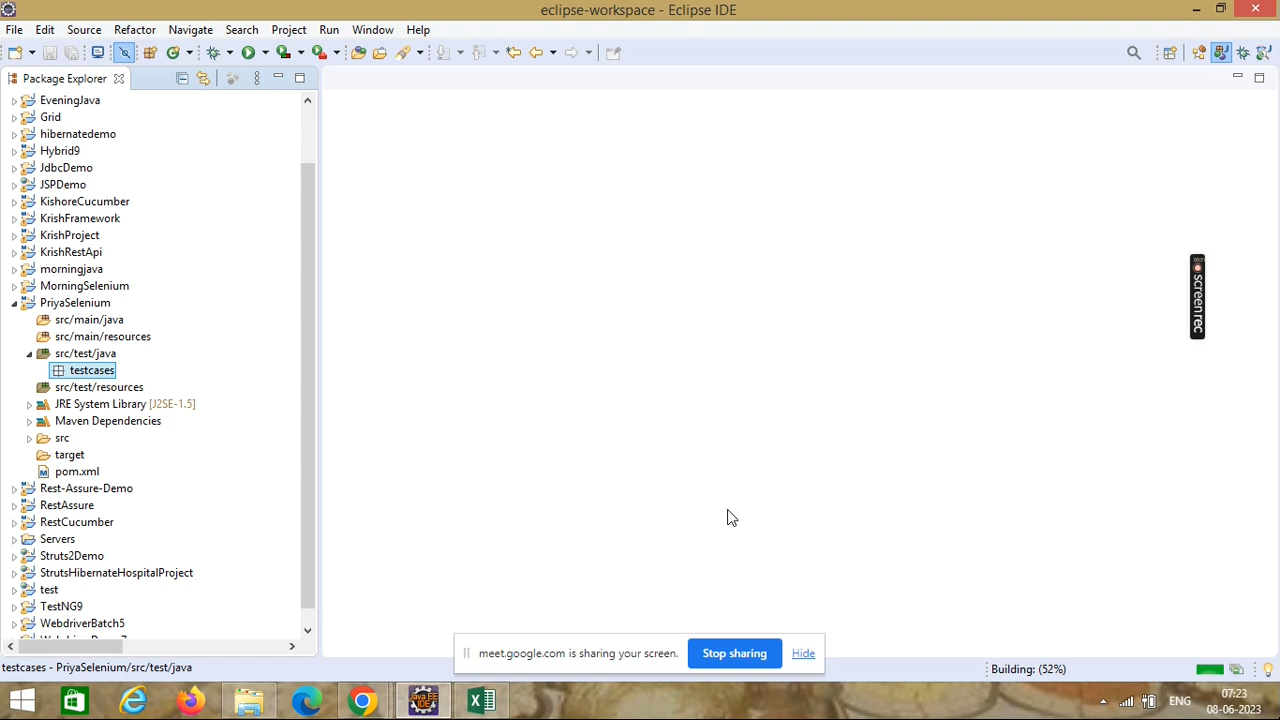 eclipse-workspace - Eclipse IDE
File Edit Source Refactor Navigate Search Project Run Window Help
Package Explorer
EveningJava
Grid
hibernatedemo
Hybrid9
JdbcDemo
JSPDemo
KishoreCucumber
KrishFramework
KrishProject
KrishRestApi
morningjava
MorningSelenium
PriyaSelenium
src/main/java
src/main/resources
src/test/java
testcases
src/test/resources
JRE System Library [J2SE-1.5]
Maven Dependencies
src
target
pom.xml
Rest-Assure-Demo
RestAssure
RestCucumber
Servers
Struts2Demo
StrutsHibernateHospitalProject
test
TestNG9
WebdriverBatch5
screenrec
meet.google.com is sharing your screen. Stop sharing Hide
testcases - PriyaSelenium/src/test/java
Building: (52%)
Java EE
IDE
ENG
07:23
08-06-2023